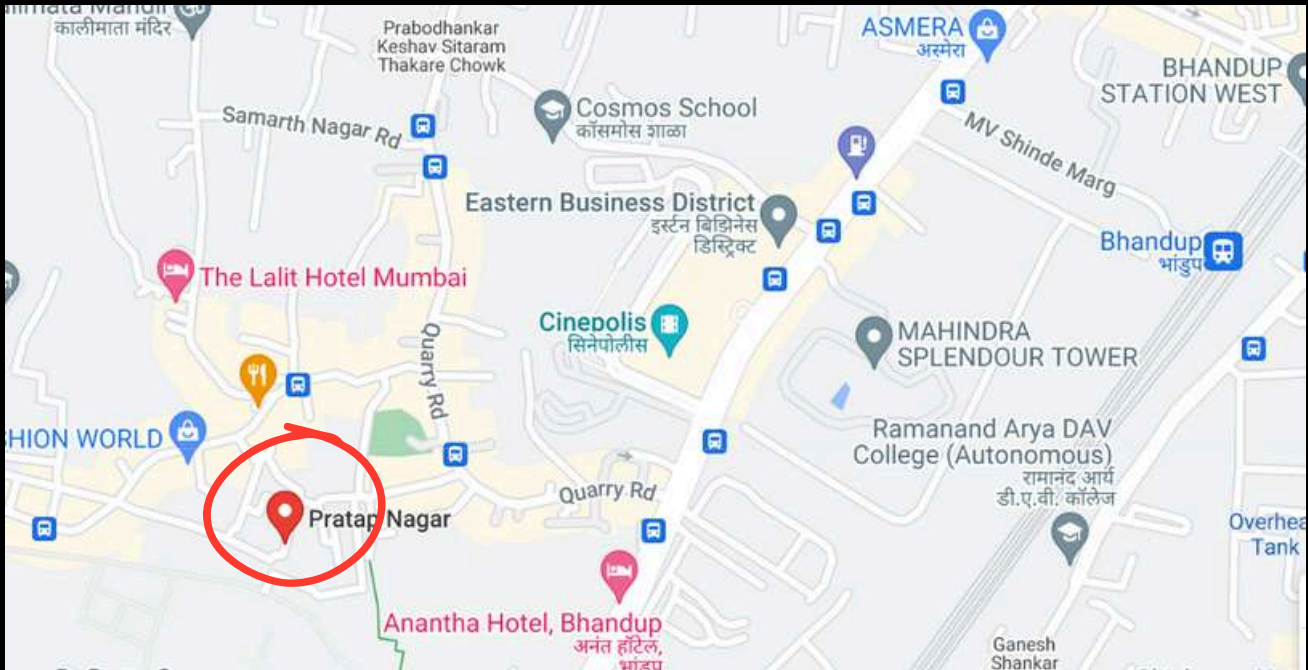 कालीमाता मंदिर
Prabodhankar
Keshav Sitaram
Thakare Chowk
ASMERA
अस्मेरा
BHANDUP
STATION WEST
Samarth Nagar Rd
Cosmos School
कॉसमोस शाळा
MV Shinde Marg
Eastern Business District
इर्स्टन बिझिनेस
डिस्ट्रिक्ट
Bhandup
भांडुप
The Lalit Hotel Mumbai
Cinepolis
सिनेपोलीस
Quarry Rd
MAHINDRA
SPLENDOUR TOWER
SHION WORLD
Ramanand Arya DAV
College (Autonomous)
रामानंद आर्य
डी.ए.वी. कॉलेज
Quarry Rd
Pratap Nagar
Overhea
Tank
Anantha Hotel, Bhandup
अनंत हॉटेल,
भांडुप
Ganesh
Shankar